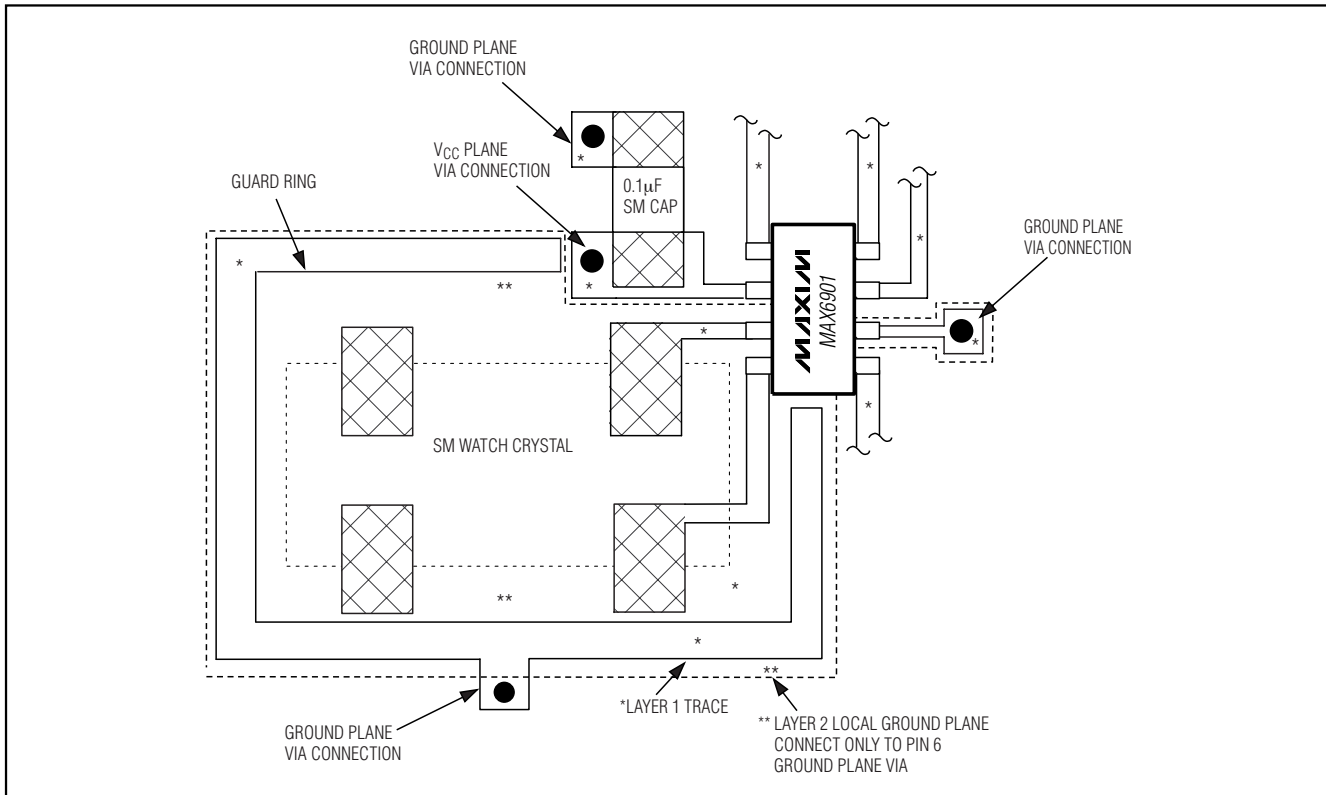 GROUND PLANE
VIA CONNECTION
*
VCC PLANE
VIA CONNECTION
*
*
0.1µF
SM CAP
GUARD RING
*
GROUND PLANE
VIA CONNECTION
*
**
*
MAXIM
MAX6901
*
*
*
SM WATCH CRYSTAL
**
*
*
**
*LAYER 1 TRACE
GROUND PLANE
VIA CONNECTION
** LAYER 2 LOCAL GROUND PLANE
CONNECT ONLY TO PIN 6
GROUND PLANE VIA